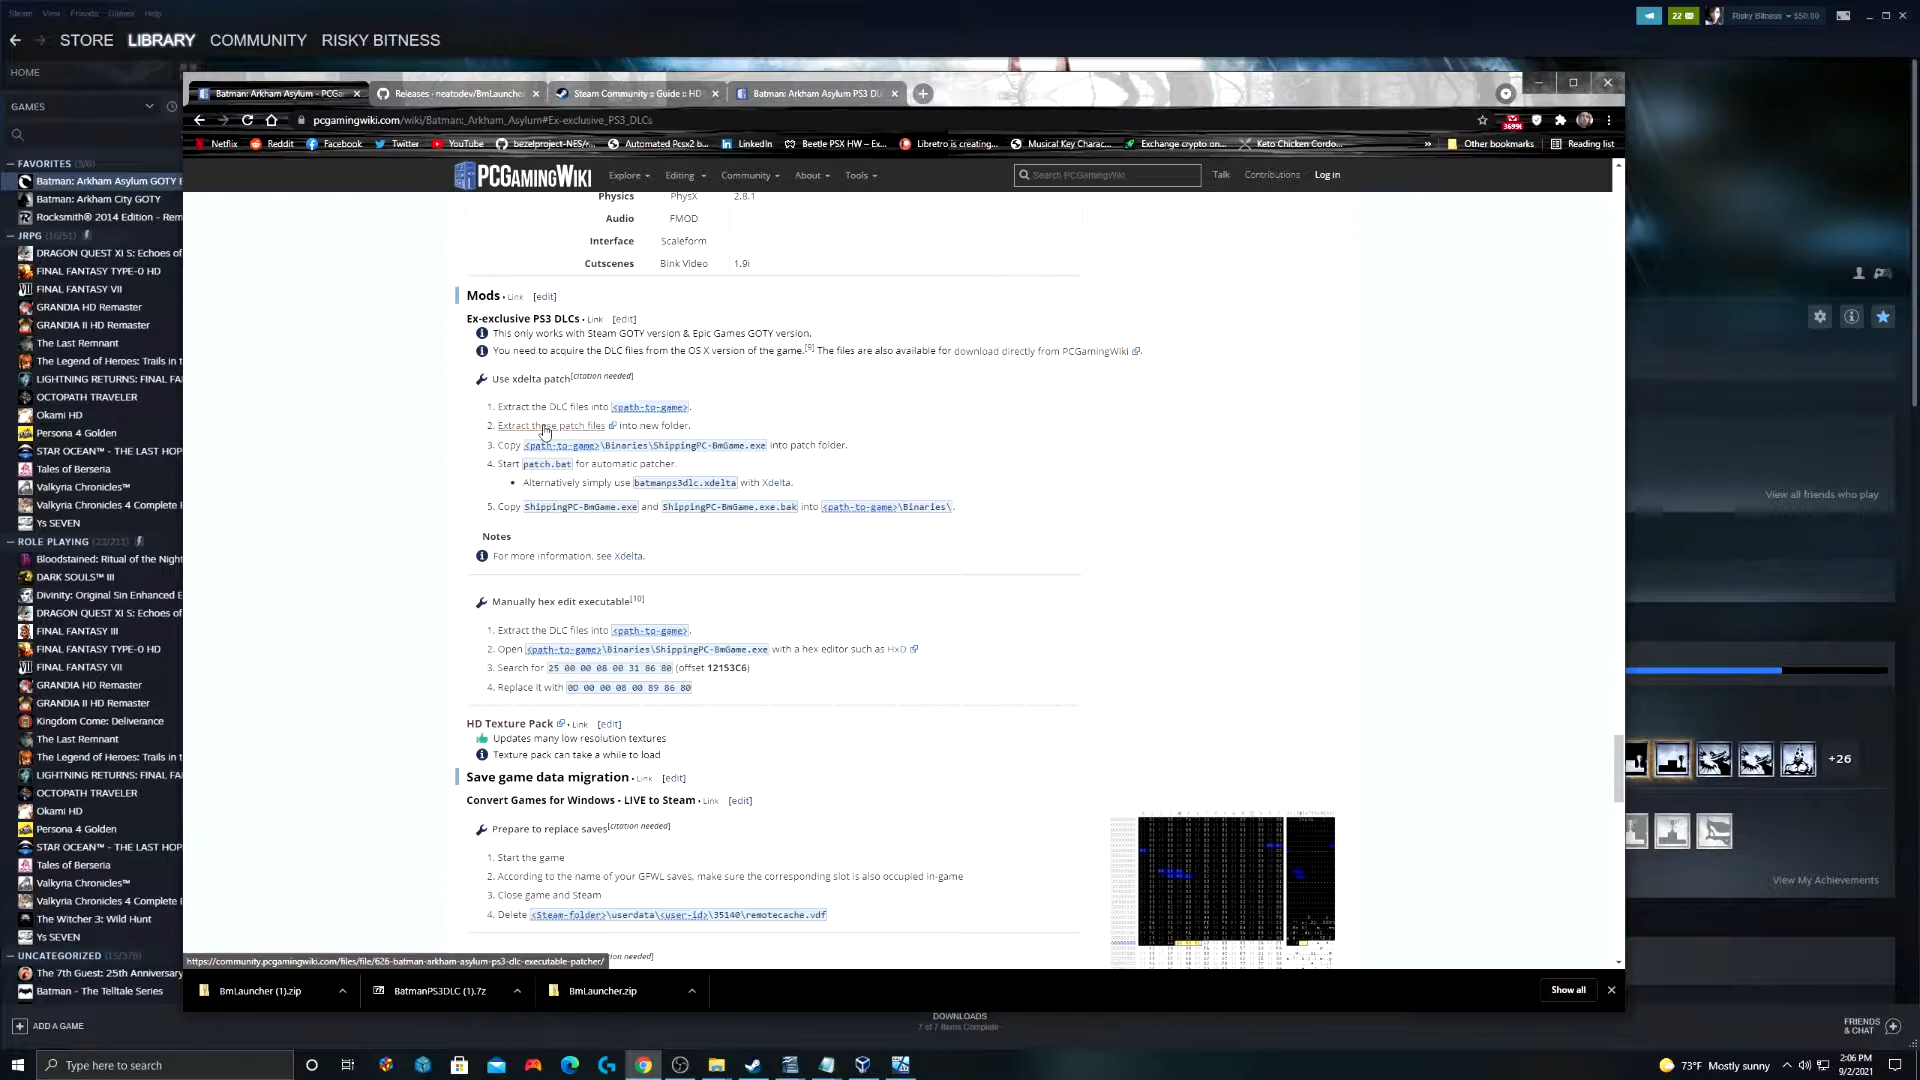 Steam View Friends Games Help
22
Risky Bitness $50.00
STORE LIBRARY COMMUNITY RISKY BITNESS
HOME
GAMES
FAVORITES (3/6)
Batman: Arkham Asylum GOTY E
Batman: Arkham City GOTY
Rocksmith® 2014 Edition - Rem
JRPG (16/51)
DRAGON QUEST XI S: Echoes of
FINAL FANTASY TYPE-0 HD
FINAL FANTASY VII
GRANDIA HD Remaster
GRANDIA II HD Remaster
The Last Remnant
The Legend of Heroes: Trails in t
LIGHTNING RETURNS: FINAL FA
OCTOPATH TRAVELER
Okami HD
Persona 4 Golden
STAR OCEAN™ - THE LAST HOP
Tales of Berseria
Valkyria Chronicles™
Valkyria Chronicles 4 Complete E
Ys SEVEN
ROLE PLAYING (22/211)
Bloodstained: Ritual of the Night
DARK SOULS™ III
Divinity: Original Sin Enhanced E
DRAGON QUEST XI S: Echoes of
FINAL FANTASY III
FINAL FANTASY TYPE-0 HD
FINAL FANTASY VII
GRANDIA HD Remaster
GRANDIA II HD Remaster
Kingdom Come: Deliverance
The Last Remnant
The Legend of Heroes: Trails in t
LIGHTNING RETURNS: FINAL FA
OCTOPATH TRAVELER
Okami HD
Persona 4 Golden
STAR OCEAN™ - THE LAST HOP
Tales of Berseria
Valkyria Chronicles™
Valkyria Chronicles 4 Complete E
The Witcher 3: Wild Hunt
Ys SEVEN
UNCATEGORIZED (15/378)
The 7th Guest: 25th Anniversary
Batman - The Telltale Series
ADD A GAME
Batman: Arkham Asylum - PCGa
Releases · neatodev/BmLaunche
Steam Community :: Guide :: HD
Batman: Arkham Asylum PS3 DL
pcgamingwiki.com/wiki/Batman:_Arkham_Asylum#Ex-exclusive_PS3_DLCs
3699€
Netflix Reddit Facebook Twitter YouTube bezelproject-NES/r... Automated Pcsx2 b... LinkedIn Beetle PSX HW – Ex... Libretro is creating... Musical Key Charac... Exchange crypto on... Keto Chicken Cordo... » Other bookmarks Reading list
PCGamingWiki Explore Editing Community About Tools
Search PCGamingWiki
Talk Contributions Log in
Physics PhysX 2.8.1
Audio FMOD
Interface Scaleform
Cutscenes Bink Video 1.9i
Mods • Link [edit]
Ex-exclusive PS3 DLCs • Link [edit]
This only works with Steam GOTY version & Epic Games GOTY version.
You need to acquire the DLC files from the OS X version of the game.[9] The files are also available for download directly from PCGamingWiki.
Use xdelta patch[citation needed]
1. Extract the DLC files into <path-to-game>.
2. Extract these patch files into new folder.
3. Copy <path-to-game>\Binaries\ShippingPC-BmGame.exe into patch folder.
4. Start patch.bat for automatic patcher.
• Alternatively simply use batmanps3dlc.xdelta with Xdelta.
5. Copy ShippingPC-BmGame.exe and ShippingPC-BmGame.exe.bak into <path-to-game>\Binaries\.
Notes
For more information, see Xdelta.
Manually hex edit executable[10]
1. Extract the DLC files into <path-to-game>.
2. Open <path-to-game>\Binaries\ShippingPC-BmGame.exe with a hex editor such as HxD
3. Search for 25 00 00 08 00 31 86 80 (offset 12153C6)
4. Replace it with 0D 00 00 08 00 89 86 80
HD Texture Pack • Link [edit]
Updates many low resolution textures
Texture pack can take a while to load
Save game data migration • Link [edit]
Convert Games for Windows - LIVE to Steam • Link [edit]
Prepare to replace saves[citation needed]
1. Start the game
2. According to the name of your GFWL saves, make sure the corresponding slot is also occupied in-game
3. Close game and Steam
4. Delete <Steam-folder>\userdata\<user-id>\35140\remotecache.vdf
on needed]
https://community.pcgamingwiki.com/files/file/626-batman-arkham-asylum-ps3-dlc-executable-patcher/
BmLauncher (1).zip
BatmanPS3DLC (1).7z
BmLauncher.zip
Show all
View all friends who play
+26
View My Achievements
DOWNLOADS
7 of 7 Items Complete
FRIENDS & CHAT
Type here to search
73°F Mostly sunny
2:06 PM
9/2/2021